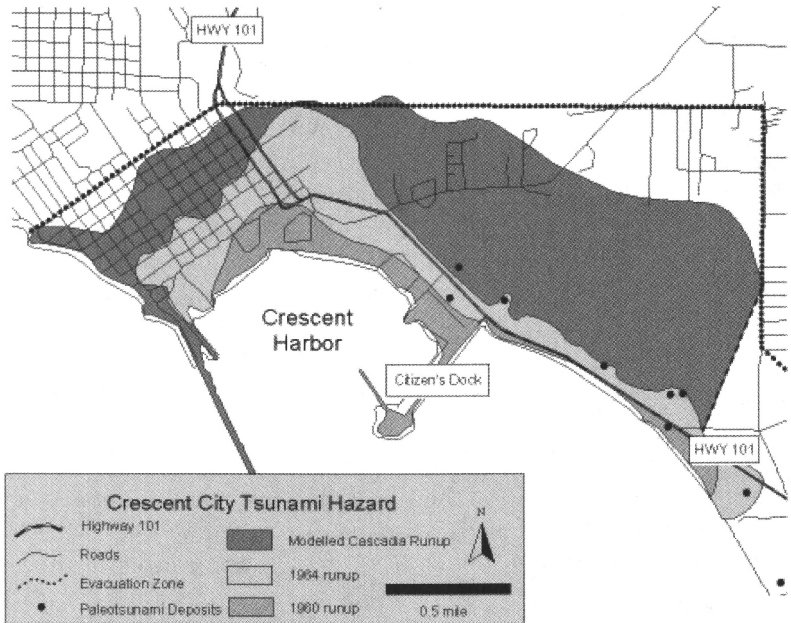 HWY 101
Crescent
Harbor
Citizen's Dock
HWY 101
Crescent City Tsunami Hazard
Highway 101
Roads
Evacuation Zone
Paleotsunami Deposits
Modelled Cascadia Runup
1964 runup
1960 runup
N
0.5 mile